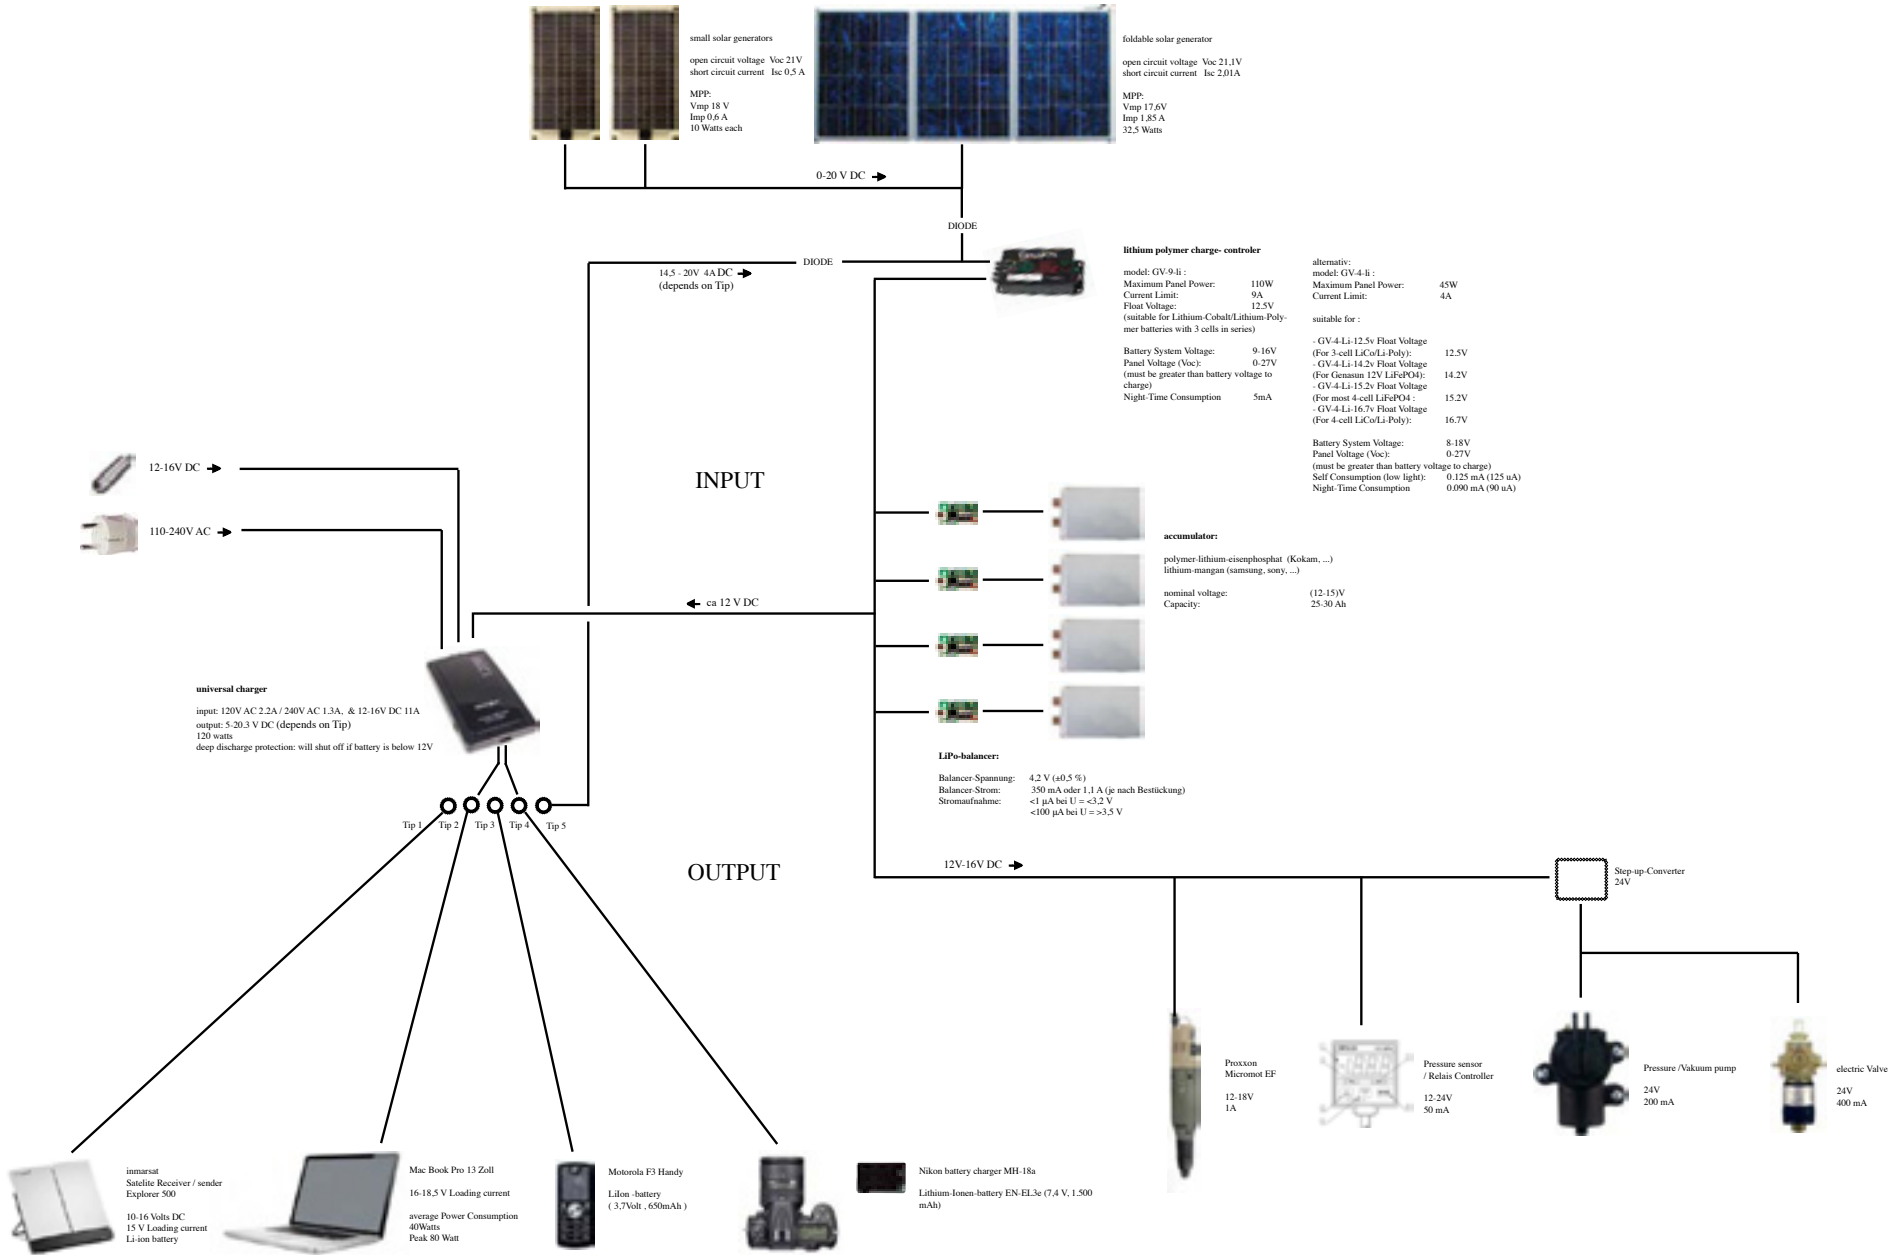 small solar generators
open circuit voltage Voc 21V
short circuit current Isc 0,5 A
MPP:
Vmp 18 V
Imp 0,6 A
10 Watts each
foldable solar generator
open circuit voltage Voc 21,1V
short circuit current Isc 2,01A
MPP:
Vmp 17,6V
Imp 1,85 A
32,5 Watts
0-20 V DC
DIODE
DIODE
14,5 - 20V 4A DC
(depends on Tip)
lithium polymer charge- controler
model: GV-9-li :
Maximum Panel Power: 110W
Current Limit: 9A
Float Voltage: 12.5V
(suitable for Lithium-Cobalt/Lithium-Poly-
mer batteries with 3 cells in series)
Battery System Voltage: 9-16V
Panel Voltage (Voc): 0-27V
(must be greater than battery voltage to
charge)
Night-Time Consumption 5mA
alternativ:
model: GV-4-li :
Maximum Panel Power: 45W
Current Limit: 4A
suitable for :
- GV-4-Li-12.5v Float Voltage
(For 3-cell LiCo/Li-Poly): 12.5V
- GV-4-Li-14.2v Float Voltage
(For Genasun 12V LiFePO4): 14.2V
- GV-4-Li-15.2v Float Voltage
(For most 4-cell LiFePO4 : 15.2V
- GV-4-Li-16.7v Float Voltage
(For 4-cell LiCo/Li-Poly): 16.7V
Battery System Voltage: 8-18V
Panel Voltage (Voc): 0-27V
(must be greater than battery voltage to charge)
Self Consumption (low light): 0.125 mA (125 uA)
Night-Time Consumption 0.090 mA (90 uA)
12-16V DC
110-240V AC
INPUT
accumulator:
polymer-lithium-eisenphosphat (Kokam, ...)
lithium-mangan (samsung, sony, ...)
nominal voltage: (12-15)V
Capacity: 25-30 Ah
ca 12 V DC
universal charger
input: 120V AC 2.2A / 240V AC 1.3A, & 12-16V DC 11A
output: 5-20.3 V DC (depends on Tip)
120 watts
deep discharge protection: will shut off if battery is below 12V
LiPo-balancer:
Balancer-Spannung: 4,2 V (±0,5 %)
Balancer-Strom: 350 mA oder 1,1 A (je nach Bestückung)
Stromaufnahme: <1 µA bei U = <3,2 V
<100 µA bei U = >3,5 V
Tip 1 Tip 2 Tip 3 Tip 4 Tip 5
OUTPUT
12V-16V DC
Step-up-Converter
24V
Proxxon
Micromot EF
12-18V
1A
Pressure sensor
/ Relais Controller
12-24V
50 mA
Pressure /Vakuum pump
24V
200 mA
electric Valve
24V
400 mA
inmarsat
Satelite Receiver / sender
Explorer 500
10-16 Volts DC
15 V Loading current
Li-ion battery
Mac Book Pro 13 Zoll
16-18,5 V Loading current
average Power Consumption
40Watts
Peak 80 Watt
Motorola F3 Handy
LiIon -battery
( 3,7Volt , 650mAh )
Nikon battery charger MH-18a
Lithium-Ionen-battery EN-EL3e (7,4 V, 1.500
mAh)